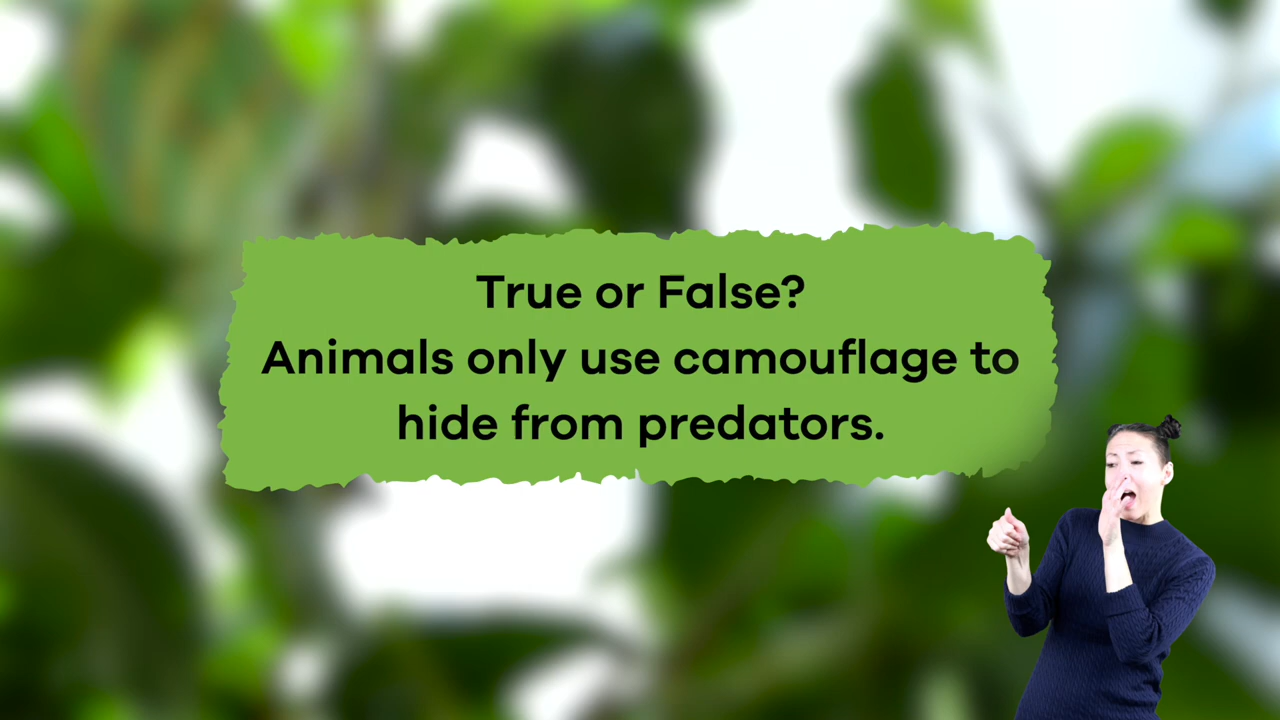 True or False?
Animals only use camouflage to
hide from predators.